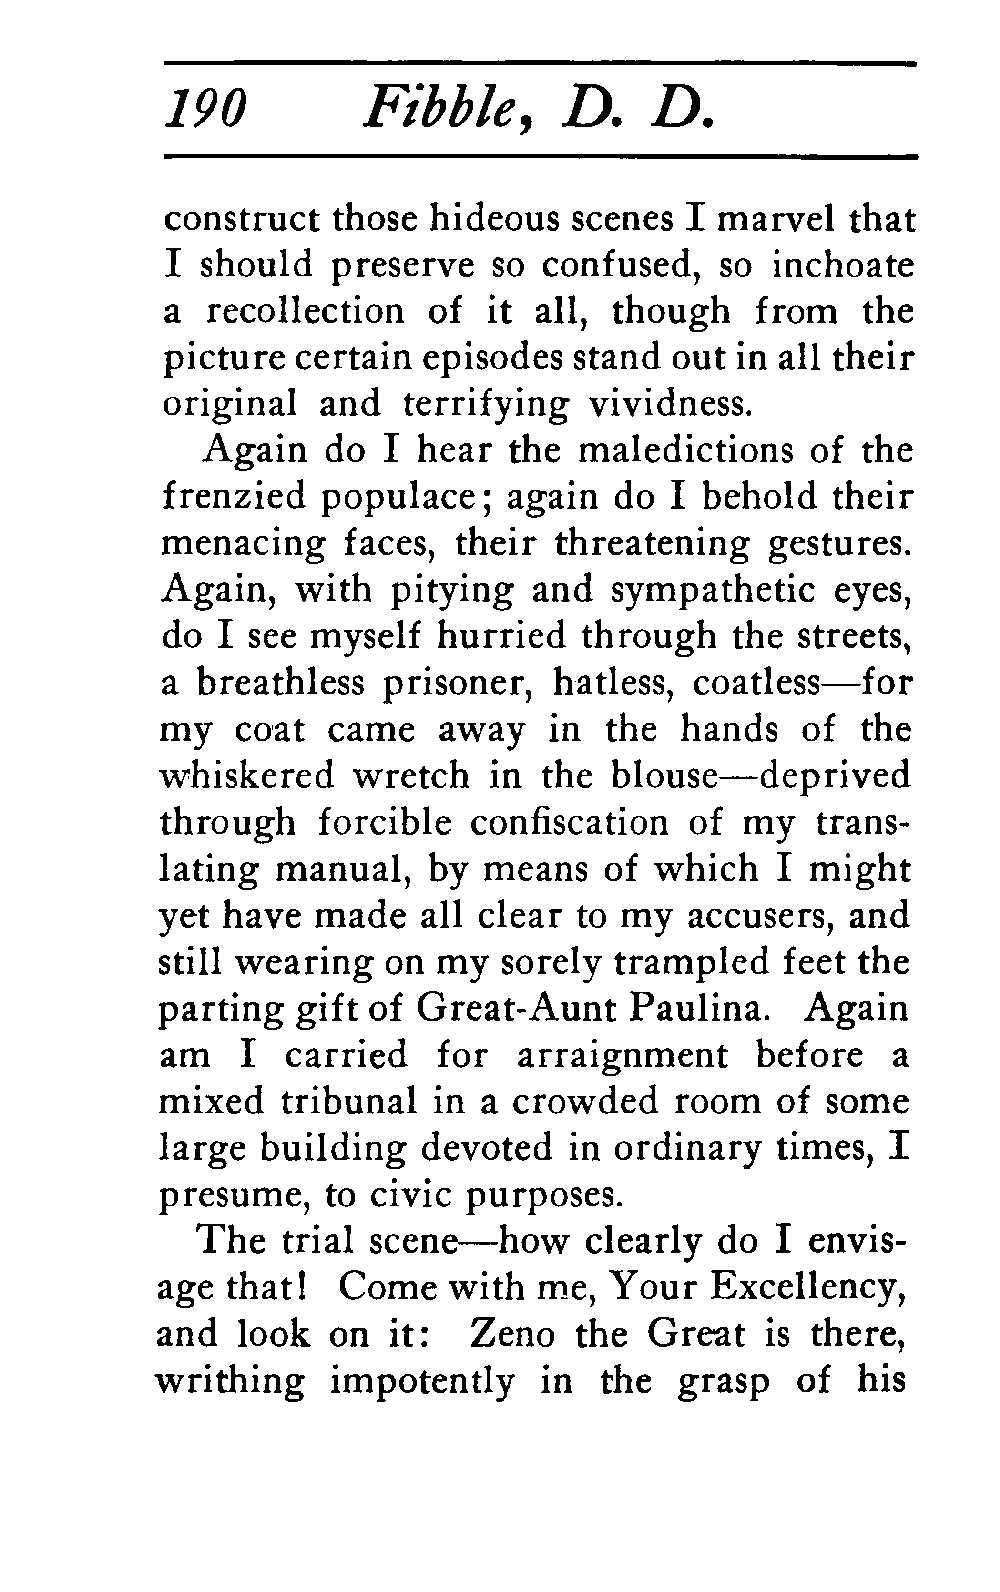 190 Fibble, D. D.
construct those hideous scenes I marvel that
I should preserve so confused, so inchoate
a recollection of it all, though from the
picture certain episodes stand out in all their
original and terrifying vividness.
Again do I hear the maledictions of the
frenzied populace; again do I behold their
menacing faces, their threatening gestures.
Again, with pitying and sympathetic eyes,
do I see myself hurried through the streets,
a breathless prisoner, hatless, coatless—for
my coat came away in the hands of the
whiskered wretch in the blouse—deprived
through forcible confiscation of my trans-
lating manual, by means of which I might
yet have made all clear to my accusers, and
still wearing on my sorely trampled feet the
parting gift of Great-Aunt Paulina. Again
am I carried for arraignment before a
mixed tribunal in a crowded room of some
large building devoted in ordinary times, I
presume, to civic purposes.
The trial scene—how clearly do I envis-
age that! Come with me, Your Excellency,
and look on it: Zeno the Great is there,
writhing impotently in the grasp of his